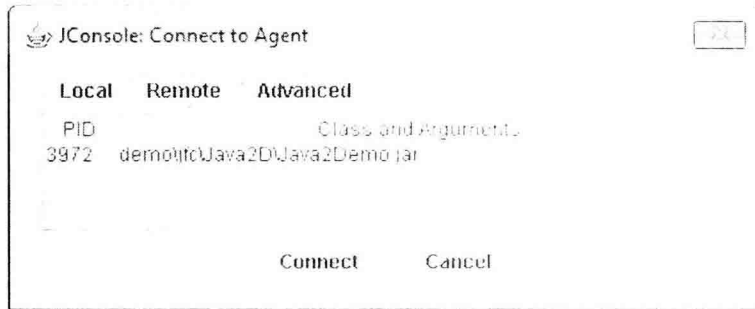 JConsole: Connect to Agent
Local Remote Advanced
PID Class and Arguments
3972 demo\jfc\Java2D\Java2Demo.jar
Connect Cancel